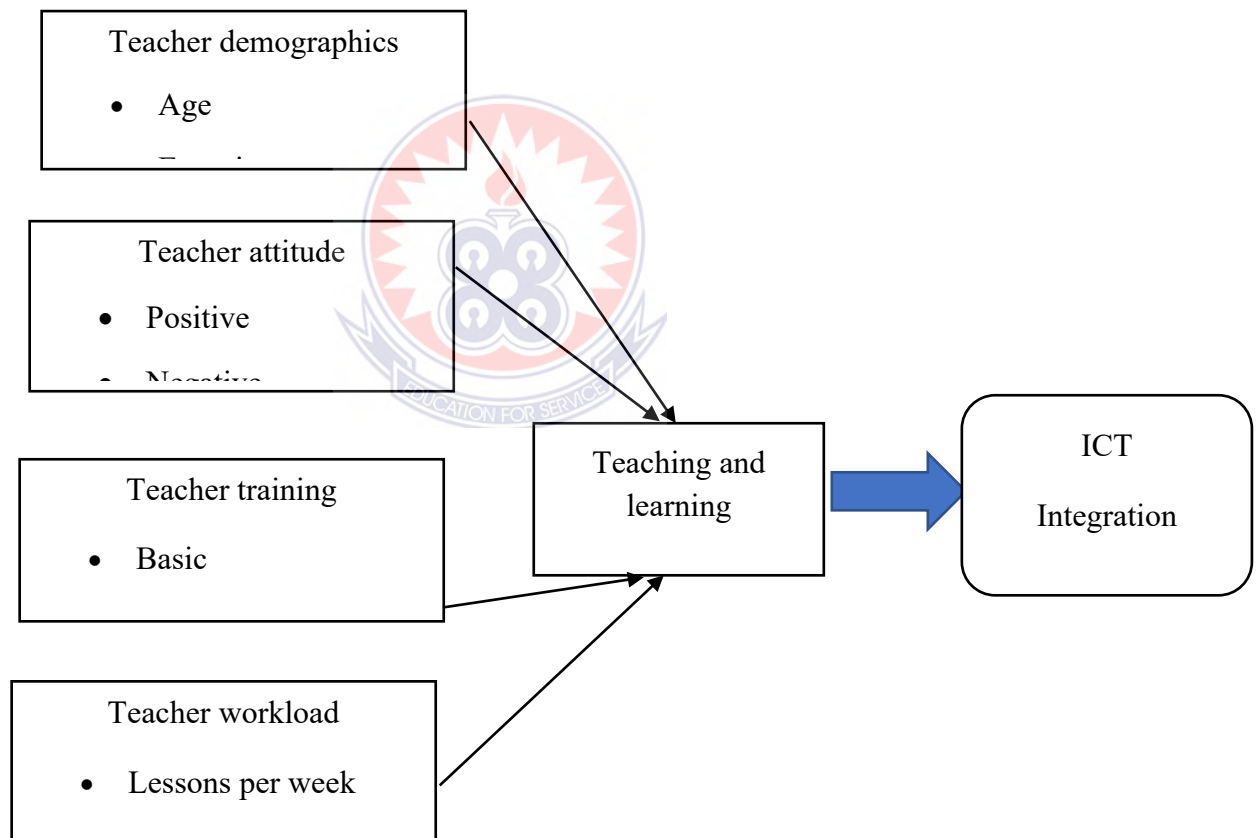 Teacher demographics
• Age
Teacher attitude
• Positive
• Negative
EDUCATION FOR SERVICE
Teaching and
learning
ICT
Integration
Teacher training
• Basic
Teacher workload
• Lessons per week